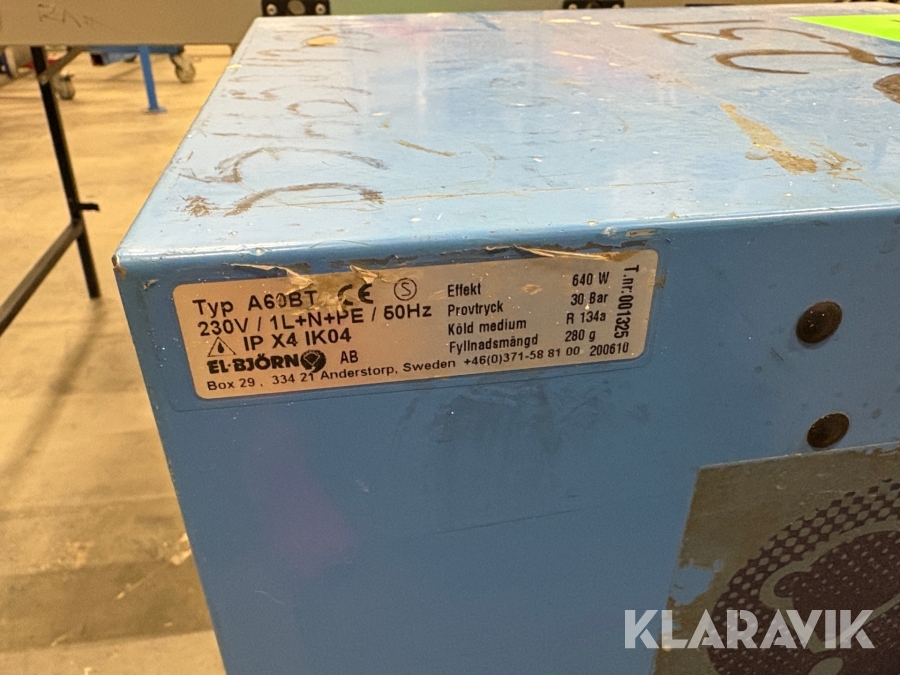 Typ A60BT CE S
230V / 1L+N+PE / 50Hz
IP X4 IK04
EL-BJÖRN AB
Box 29, 334 21 Anderstorp, Sweden +46(0)371-58 81 00
Effekt 640 W
Provtryck 30 Bar
Köld medium R 134a
Fyllnadsmängd 280 g
200610
T.nr: 001325
KLARAVIK